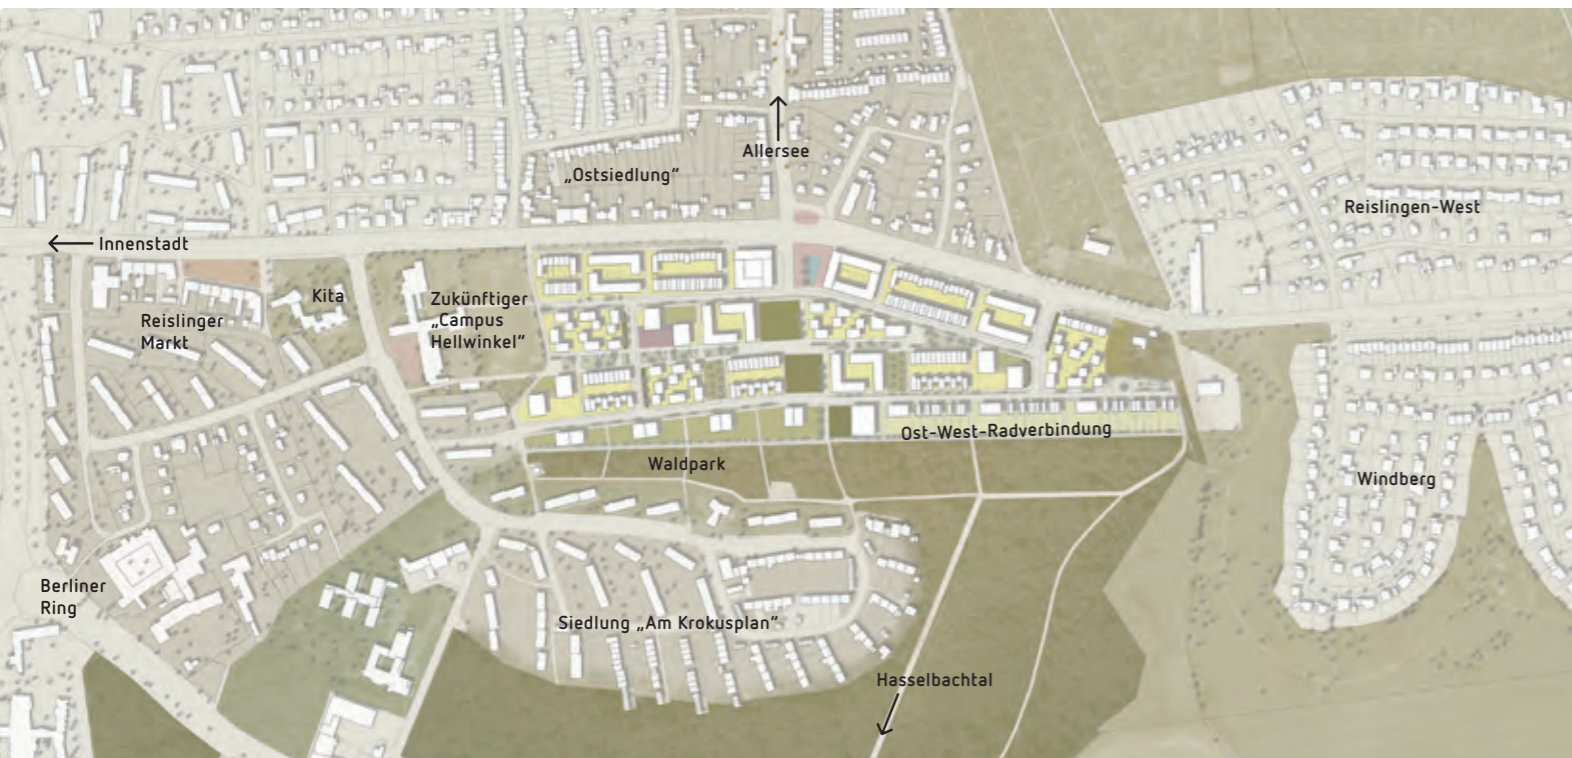 Allersee
„Ostsiedlung“
Reislingen-West
Innenstadt
Kita
Zukünftiger
„Campus
Hellwinkel“
Reislinger
Markt
Ost-West-Radverbindung
Waldpark
Windberg
Berliner
Ring
Siedlung „Am Krokusplan“
Hasselbachtal